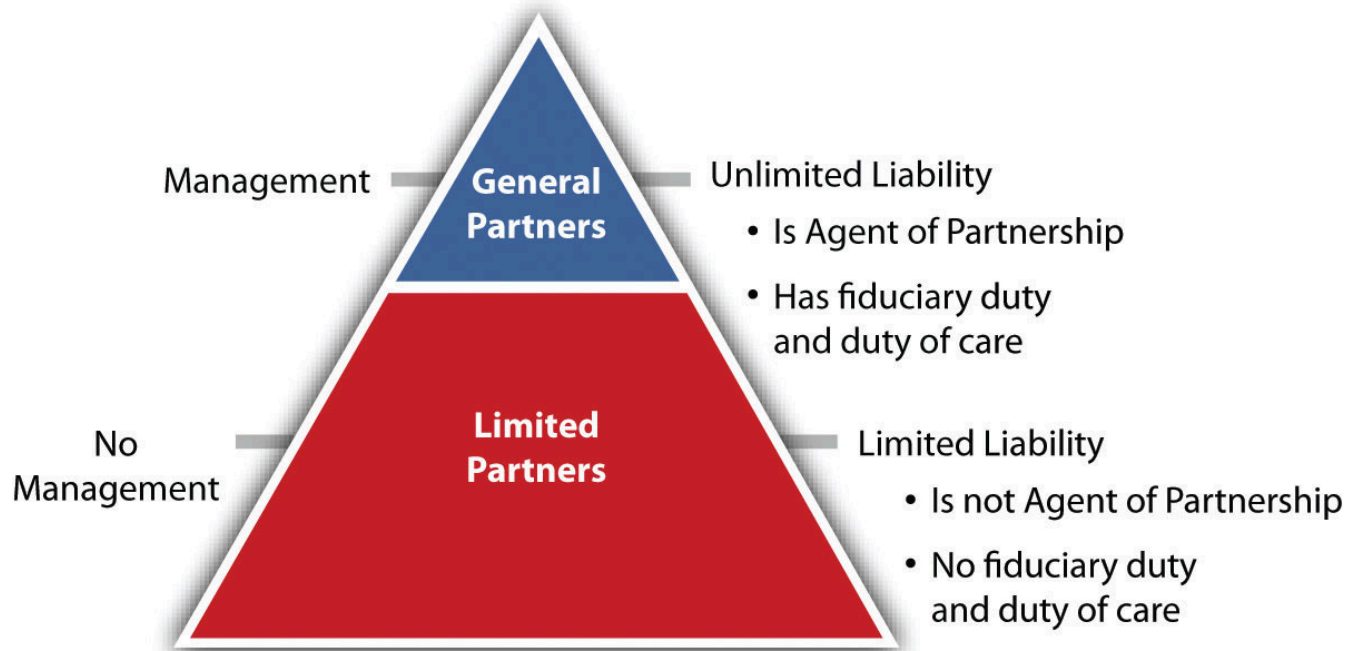 Management
General
Partners
Unlimited Liability
• Is Agent of Partnership
• Has fiduciary duty
and duty of care
No
Management
Limited
Partners
Limited Liability
• Is not Agent of Partnership
• No fiduciary duty
and duty of care